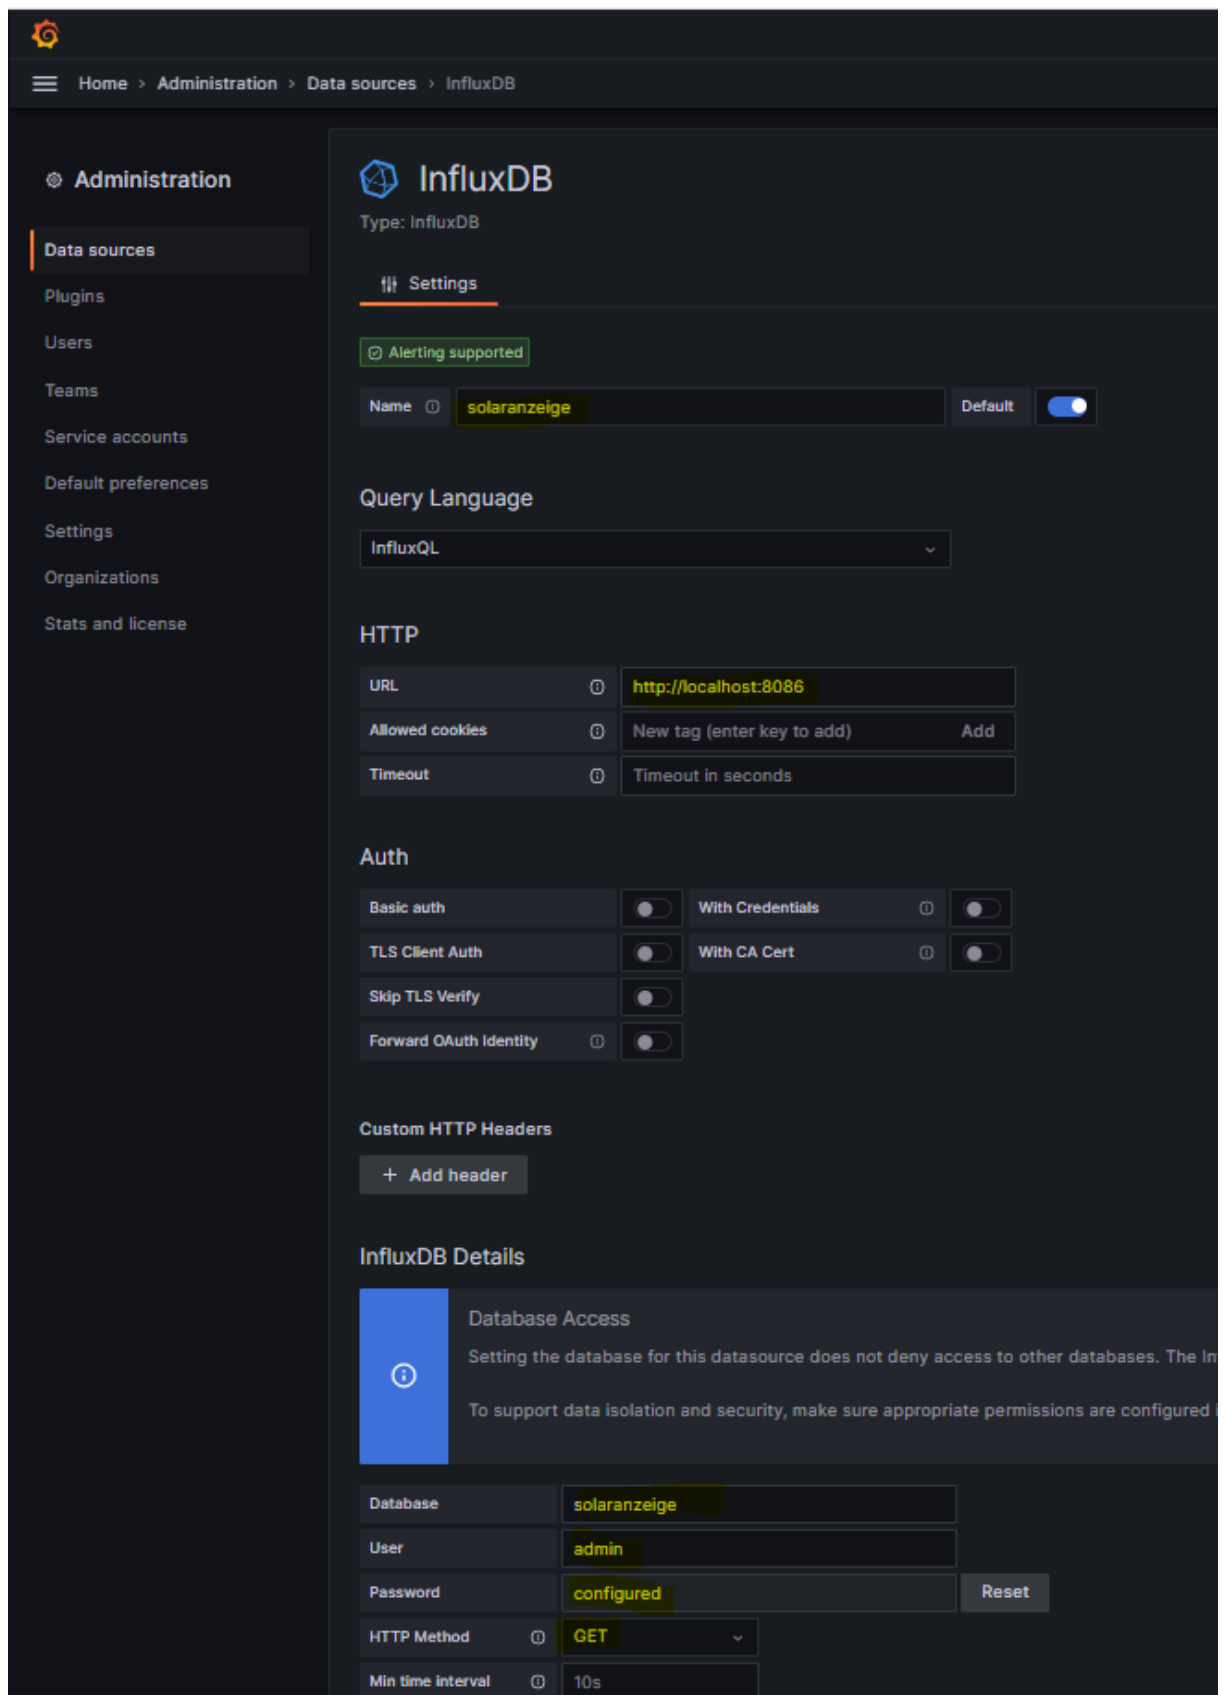 Home › Administration › Data sources › InfluxDB
Administration
Data sources
Plugins
Users
Teams
Service accounts
Default preferences
Settings
Organizations
Stats and license
InfluxDB
Type: InfluxDB
Settings
Alerting supported
Name solaranzeige Default
Query Language
InfluxQL
HTTP
URL http://localhost:8086
Allowed cookies New tag (enter key to add) Add
Timeout Timeout in seconds
Auth
Basic auth With Credentials
TLS Client Auth With CA Cert
Skip TLS Verify
Forward OAuth Identity
Custom HTTP Headers
+ Add header
InfluxDB Details
Database Access
Setting the database for this datasource does not deny access to other databases. The In
To support data isolation and security, make sure appropriate permissions are configured i
Database solaranzeige
User admin
Password configured Reset
HTTP Method GET
Min time interval 10s